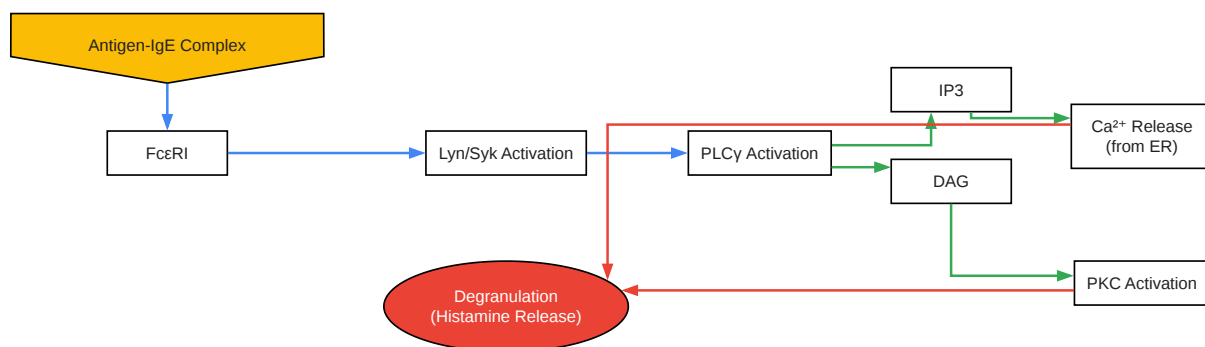 Antigen-IgE Complex
FcεRI
Lyn/Syk Activation
PLCγ Activation
IP3
DAG
Ca²⁺ Release
(from ER)
PKC Activation
Degranulation
(Histamine Release)